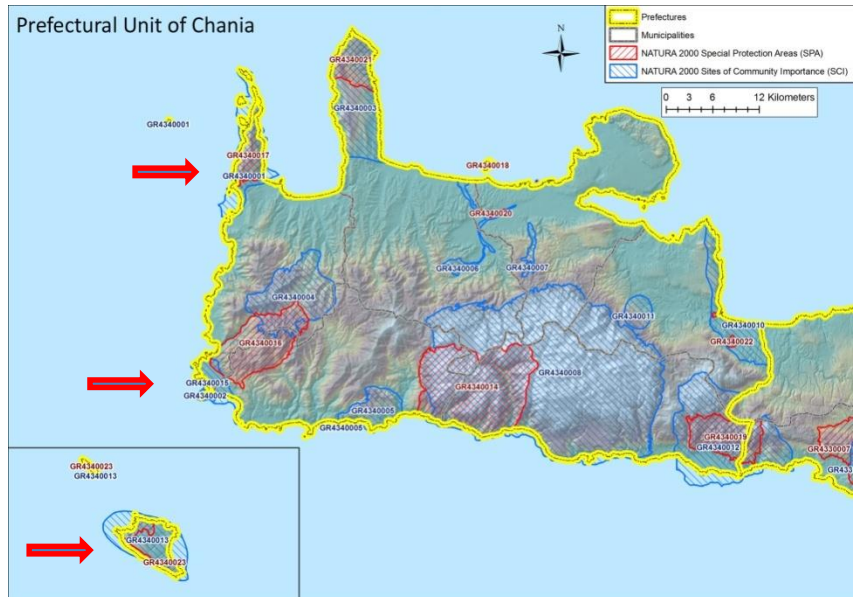 Prefectural Unit of Chania
N
Prefectures
Municipalities
NATURA 2000 Special Protection Areas (SPA)
NATURA 2000 Sites of Community Importance (SCI)
0 3 6 12 Kilometers
GR4340021
GR4340003
GR4340001
GR4340017
GR4340001
GR4340018
GR4340020
GR4340006
GR4340007
GR4340004
GR4340011
GR4340010
GR4340022
GR4340016
GR4340015
GR4340002
GR4340014
GR4340008
GR4340005
GR4340005
GR4340019
GR4340012
GR4330007
GR4340023
GR4340013
GR4340013
GR4340023